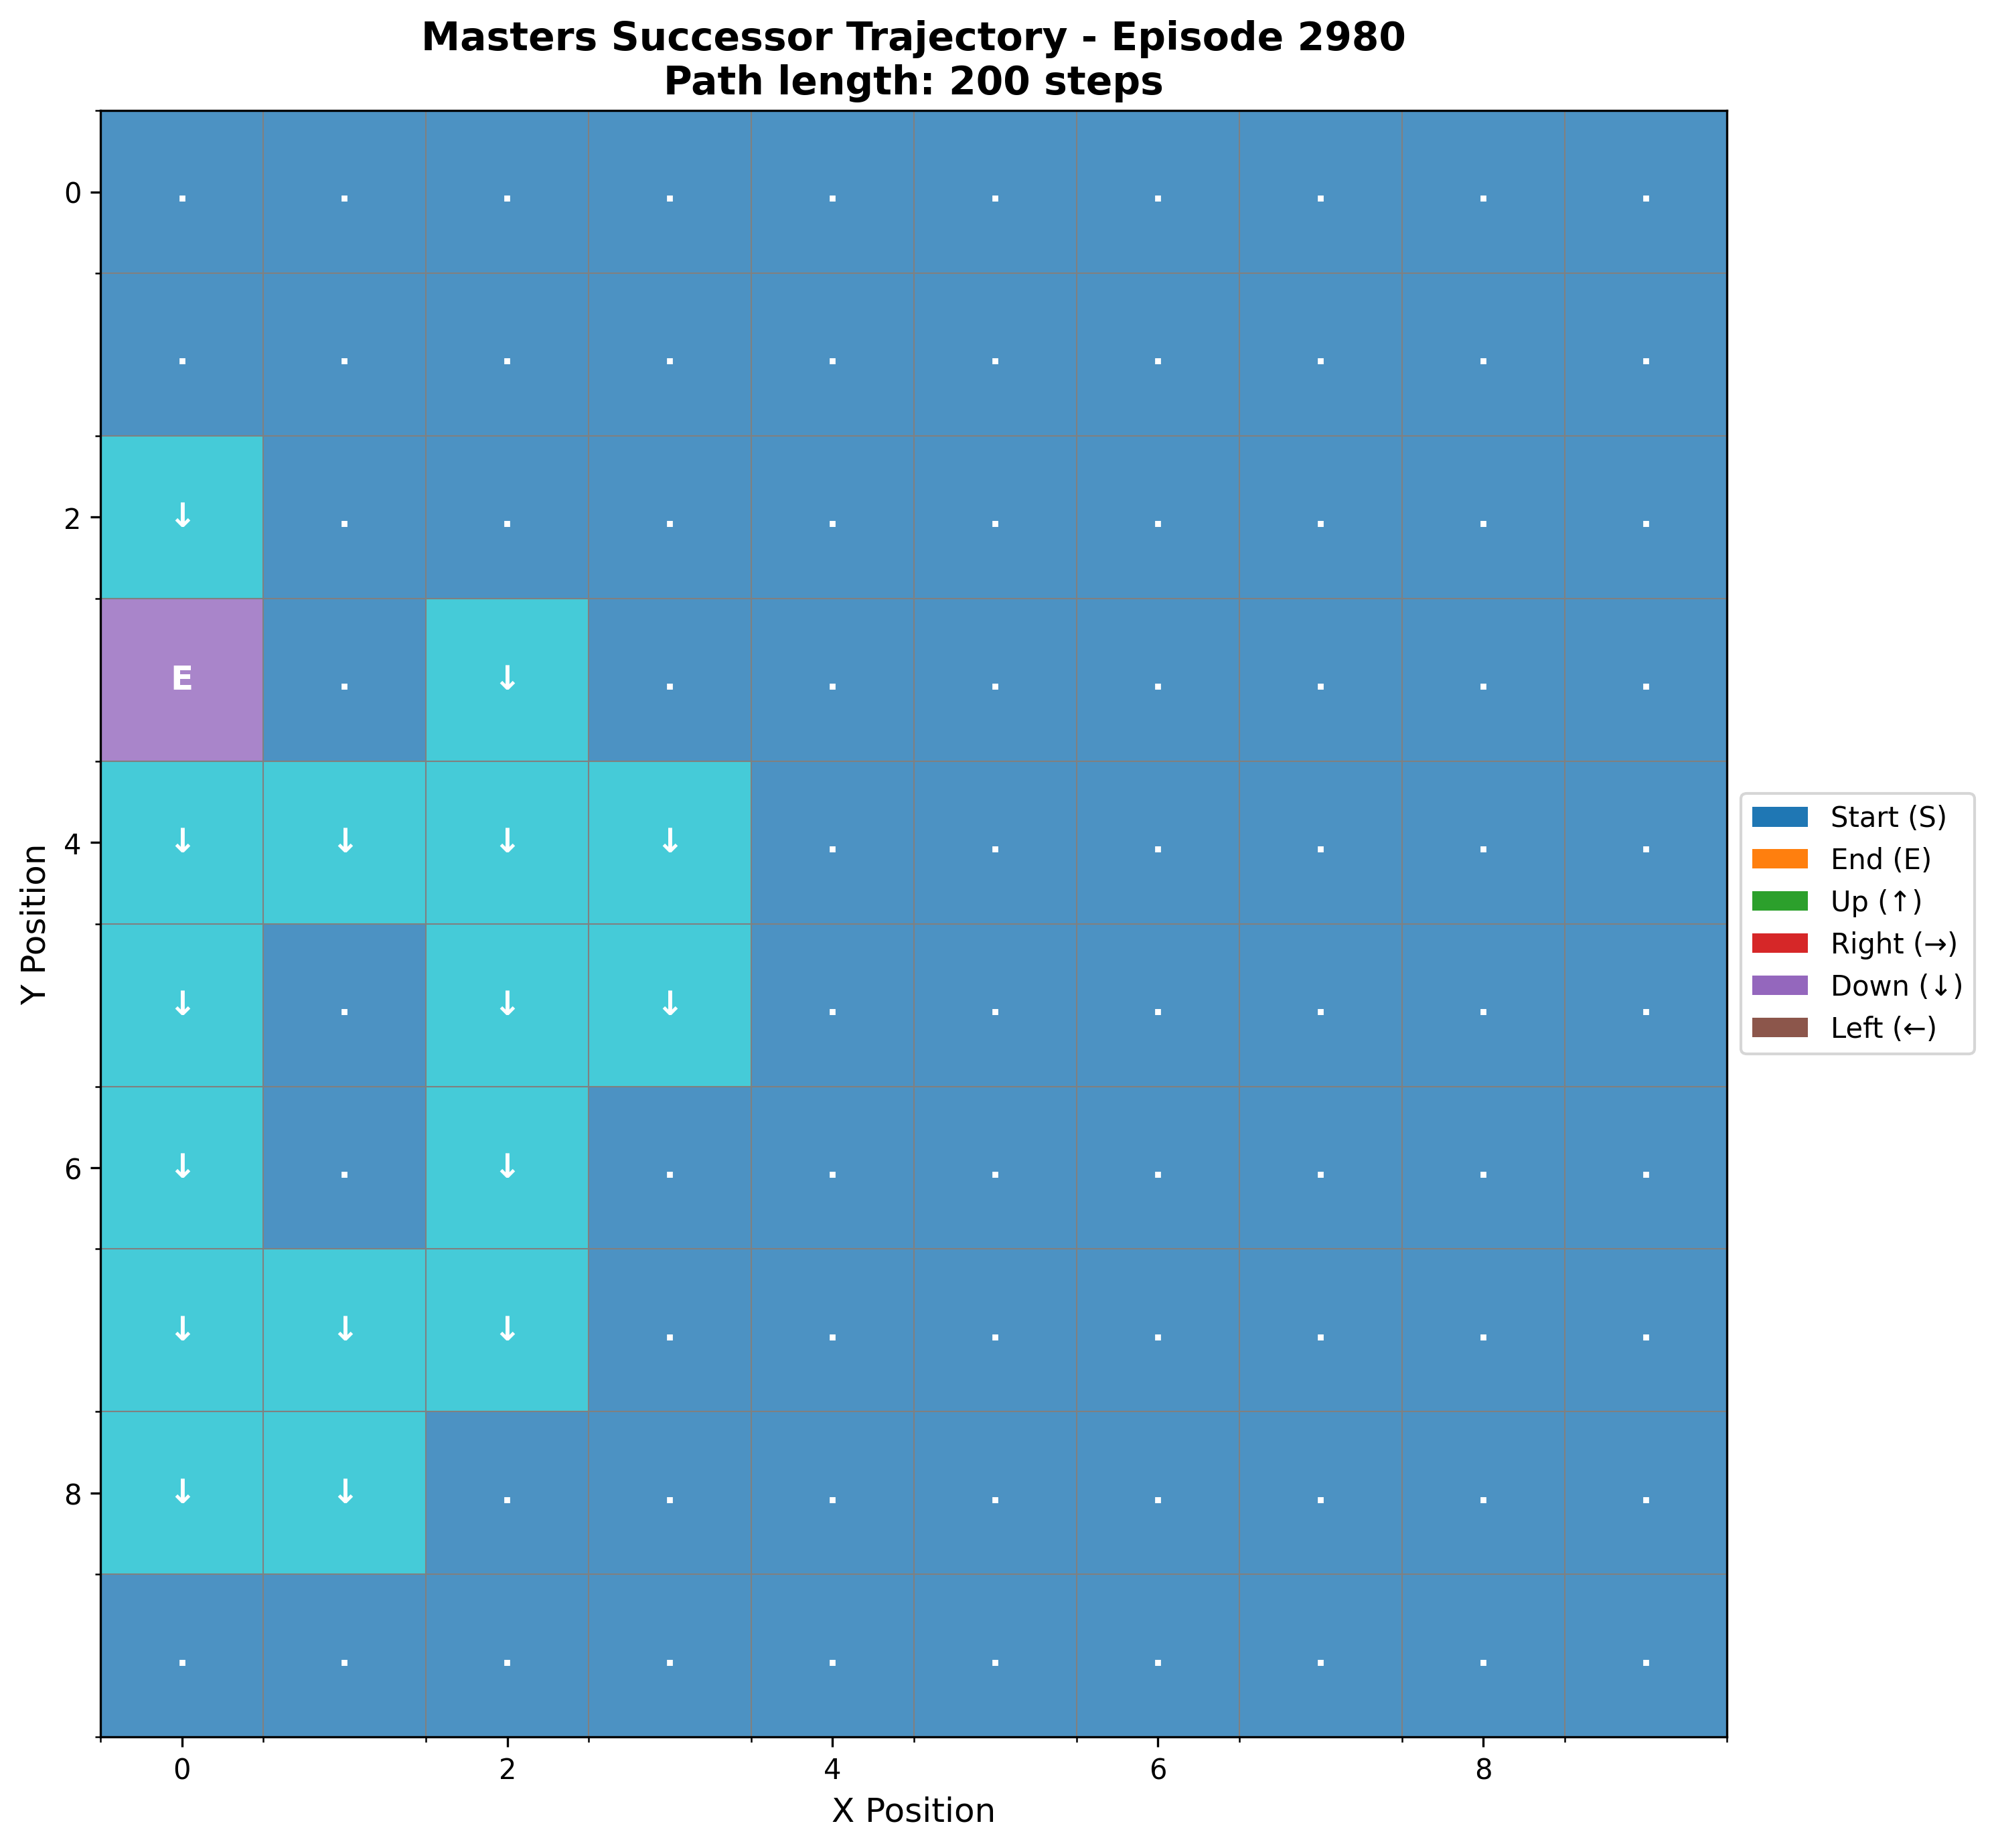 Masters Successor Trajectory - Episode 2980
Path length: 200 steps
0 . . . . . . . . . .
. . . . . . . . . .
2 ↓ . . . . . . . . .
E . ↓ . . . . . . .
4 ↓ ↓ ↓ ↓ . . . . . .
↓ . ↓ ↓ . . . . . .
6 ↓ . ↓ . . . . . . .
↓ ↓ ↓ . . . . . . .
8 ↓ ↓ . . . . . . . .
. . . . . . . . . .
0 2 4 6 8
X Position
Y Position
Start (S)
End (E)
Up (↑)
Right (→)
Down (↓)
Left (←)